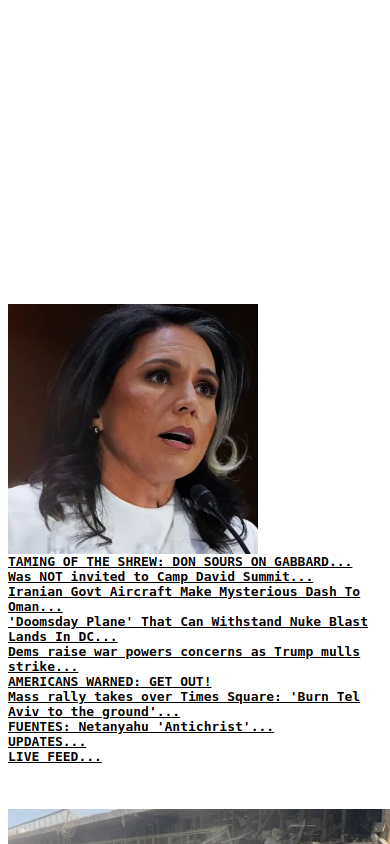 TAMING OF THE SHREW: DON SOURS ON GABBARD...
Was NOT invited to Camp David Summit...
Iranian Govt Aircraft Make Mysterious Dash To
Oman...
'Doomsday Plane' That Can Withstand Nuke Blast
Lands In DC...
Dems raise war powers concerns as Trump mulls
strike...
AMERICANS WARNED: GET OUT!
Mass rally takes over Times Square: 'Burn Tel
Aviv to the ground'...
FUENTES: Netanyahu 'Antichrist'...
UPDATES...
LIVE FEED...